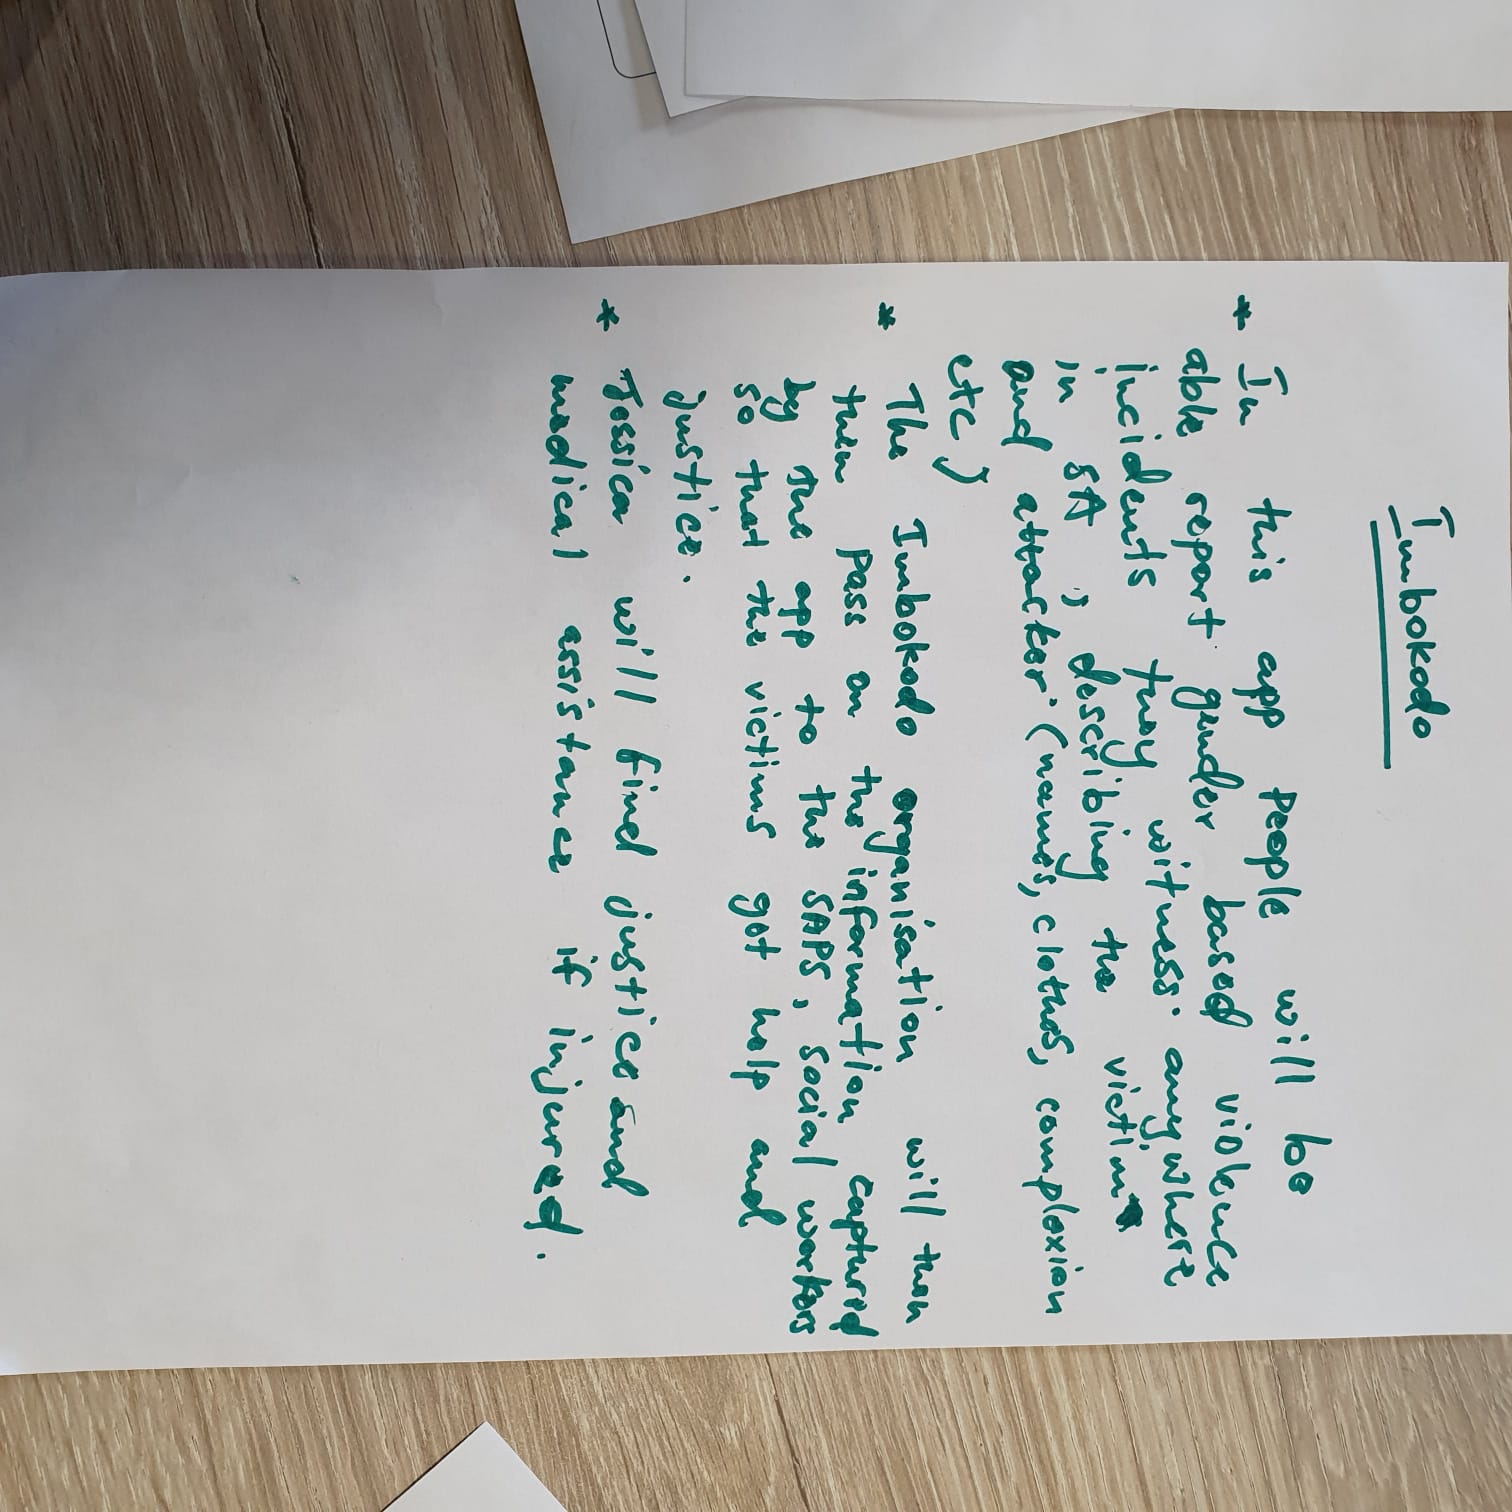 Imbokodo
* In this app people will be
able report gender based violence
incidents they witness anywhere
in SA, describing the victim
and attacker (names, clothes, complexion
etc)
* The Imbokodo organisation will then
then pass on the information captured
by the app to the SAPS, social workers
so that the victims get help and
justice.
* Jessica will find justice and
medical assistance if injured.